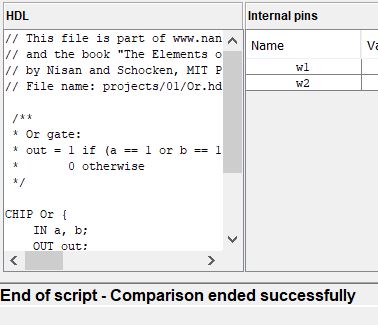 HDL
// This file is part of www.nan
// and the book "The Elements o
// by Nisan and Schocken, MIT P
// File name: projects/01/Or.hd
/**
* Or gate:
* out = 1 if (a == 1 or b == 1
* 0 otherwise
*/
CHIP Or {
IN a, b;
OUT out;
Internal pins
Name Va
w1
w2
End of script - Comparison ended successfully